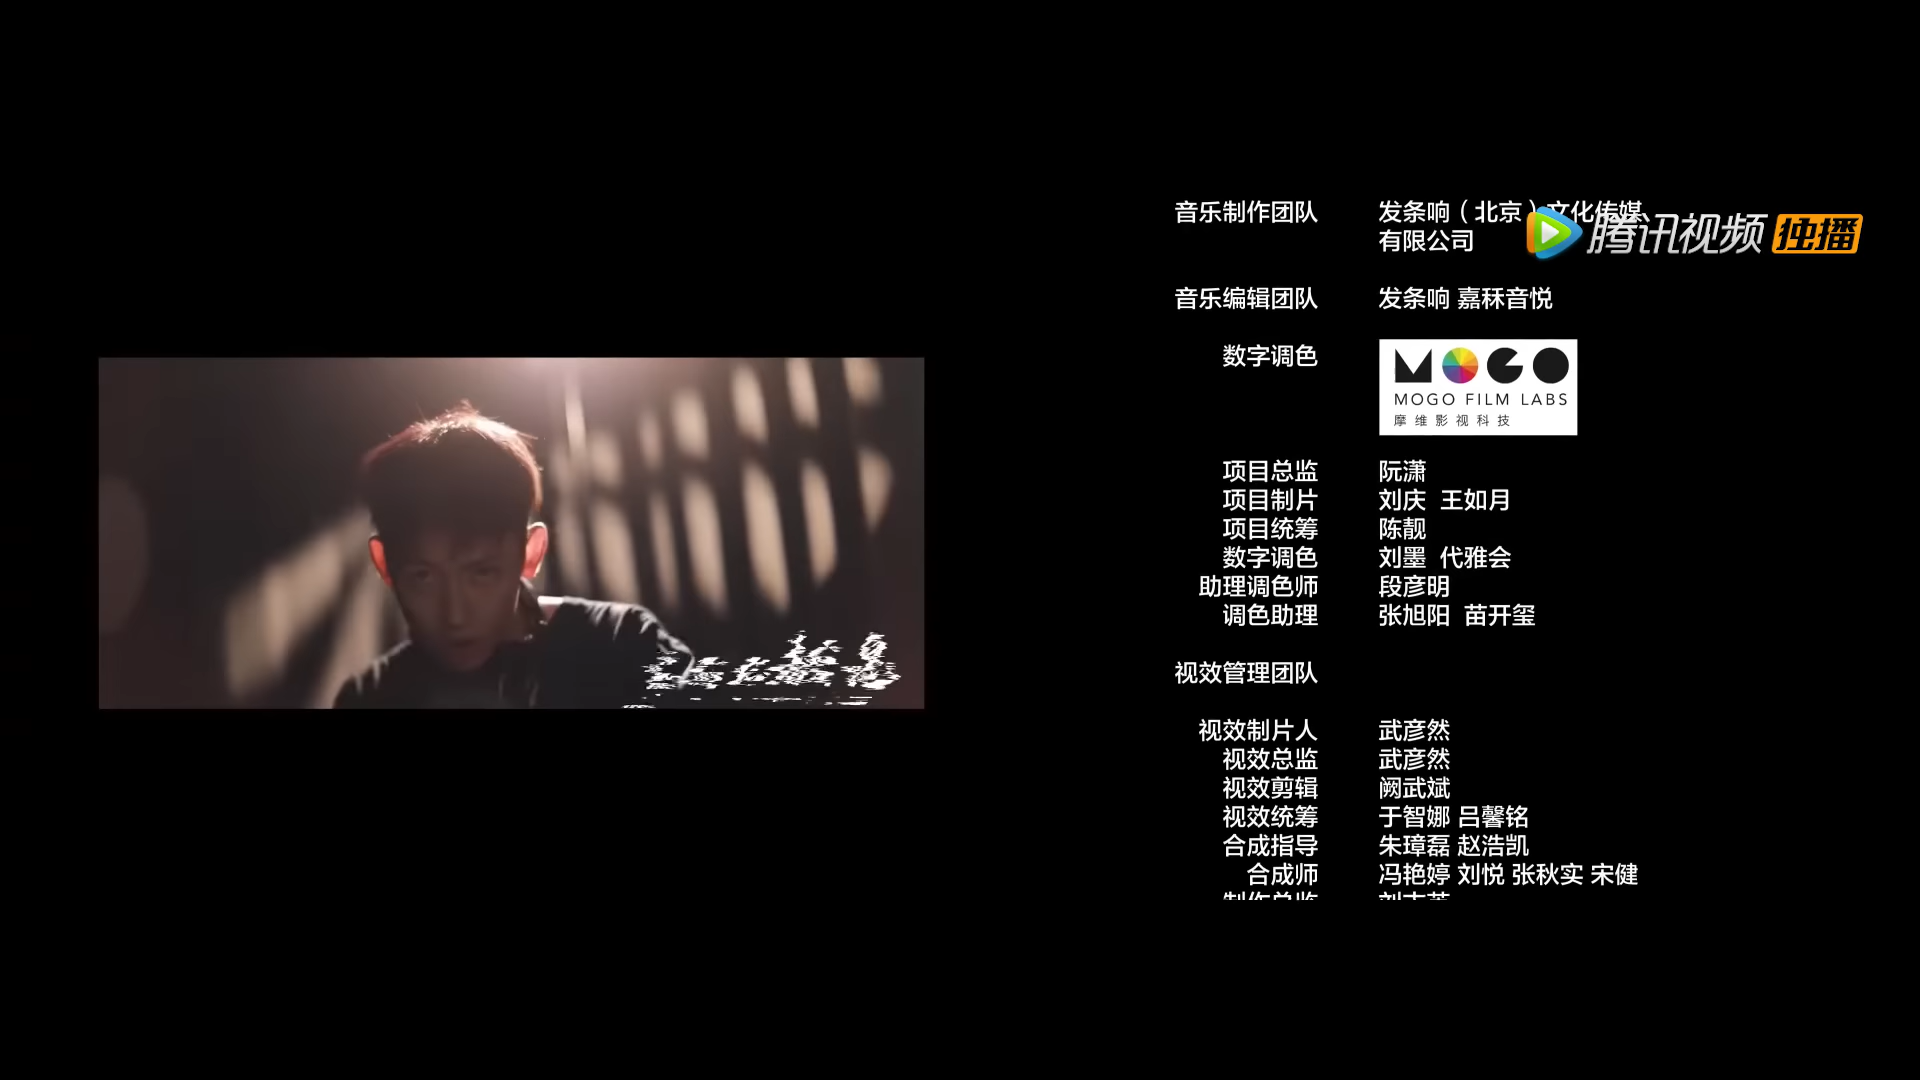 音乐制作团队 发条响（北京）文化传媒
有限公司
腾讯视频 独播
音乐编辑团队 发条响 嘉秝音悦
数字调色
MOGO
MOGO FILM LABS
摩维影视科技
项目总监 阮潇
项目制片 刘庆 王如月
项目统筹 陈靓
数字调色 刘墨 代雅会
助理调色师 段彦明
调色助理 张旭阳 苗开玺
视效管理团队
视效制片人 武彦然
视效总监 武彦然
视效剪辑 阙武斌
视效统筹 于智娜 吕馨铭
合成指导 朱璋磊 赵浩凯
合成师 冯艳婷 刘悦 张秋实 宋健
制作总监